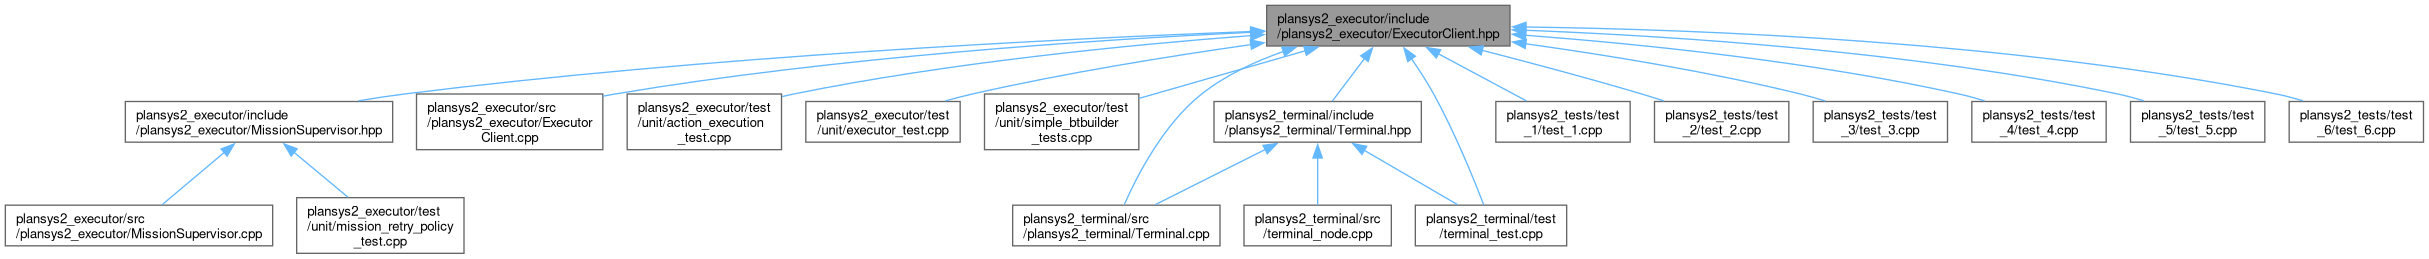 plansys2_executor/include
/plansys2_executor/ExecutorClient.hpp
plansys2_executor/include
/plansys2_executor/MissionSupervisor.hpp
plansys2_executor/src
/plansys2_executor/Executor
Client.cpp
plansys2_executor/test
/unit/action_execution
_test.cpp
plansys2_executor/test
/unit/executor_test.cpp
plansys2_executor/test
/unit/simple_btbuilder
_tests.cpp
plansys2_terminal/include
/plansys2_terminal/Terminal.hpp
plansys2_tests/test
_1/test_1.cpp
plansys2_tests/test
_2/test_2.cpp
plansys2_tests/test
_3/test_3.cpp
plansys2_tests/test
_4/test_4.cpp
plansys2_tests/test
_5/test_5.cpp
plansys2_tests/test
_6/test_6.cpp
plansys2_executor/src
/plansys2_executor/MissionSupervisor.cpp
plansys2_executor/test
/unit/mission_retry_policy
_test.cpp
plansys2_terminal/src
/plansys2_terminal/Terminal.cpp
plansys2_terminal/src
/terminal_node.cpp
plansys2_terminal/test
/terminal_test.cpp